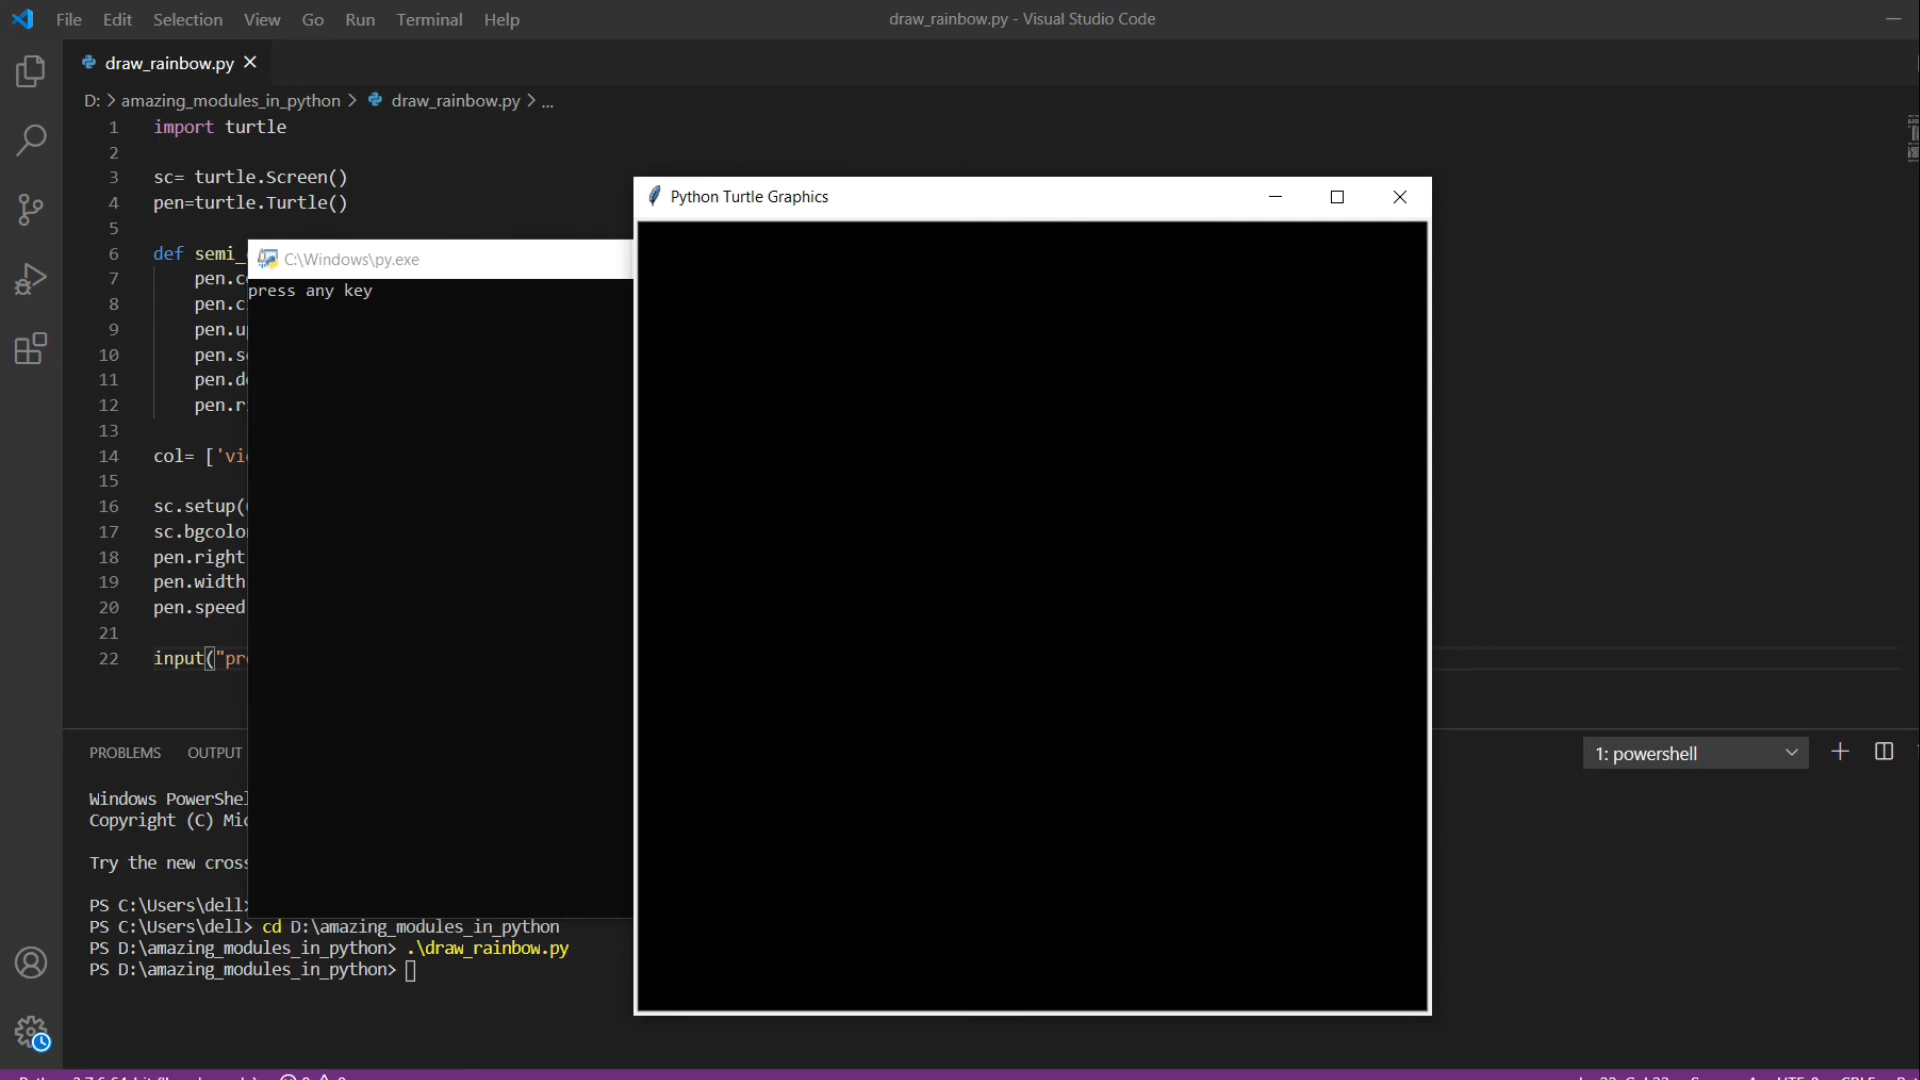 File Edit Selection View Go Run Terminal Help
draw_rainbow.py - Visual Studio Code
draw_rainbow.py
D: > amazing_modules_in_python > draw_rainbow.py > ...
1 import turtle
2
3 sc= turtle.Screen()
4 pen=turtle.Turtle()
5
6 def semi_
7 pen.c
8 pen.c
9 pen.u
10 pen.s
11 pen.d
12 pen.r
13
14 col= ['vi
15
16 sc.setup(
17 sc.bgcolo
18 pen.right
19 pen.width
20 pen.speed
21
22 input("pr
Python Turtle Graphics
C:\Windows\py.exe
press any key
PROBLEMS OUTPUT
1: powershell
Windows PowerShel
Copyright (C) Mic
Try the new cross
PS C:\Users\dell>
PS C:\Users\dell> cd D:\amazing_modules_in_python
PS D:\amazing_modules_in_python> .\draw_rainbow.py
PS D:\amazing_modules_in_python>